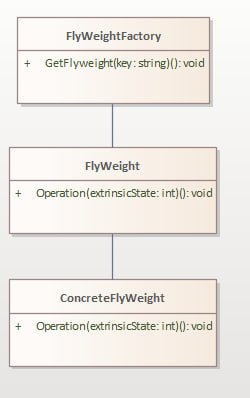 FlyWeightFactory
+ GetFlyweight(key: string)(): void
FlyWeight
+ Operation(extrinsicState: int)(): void
ConcreteFlyWeight
+ Operation(extrinsicState: int)(): void